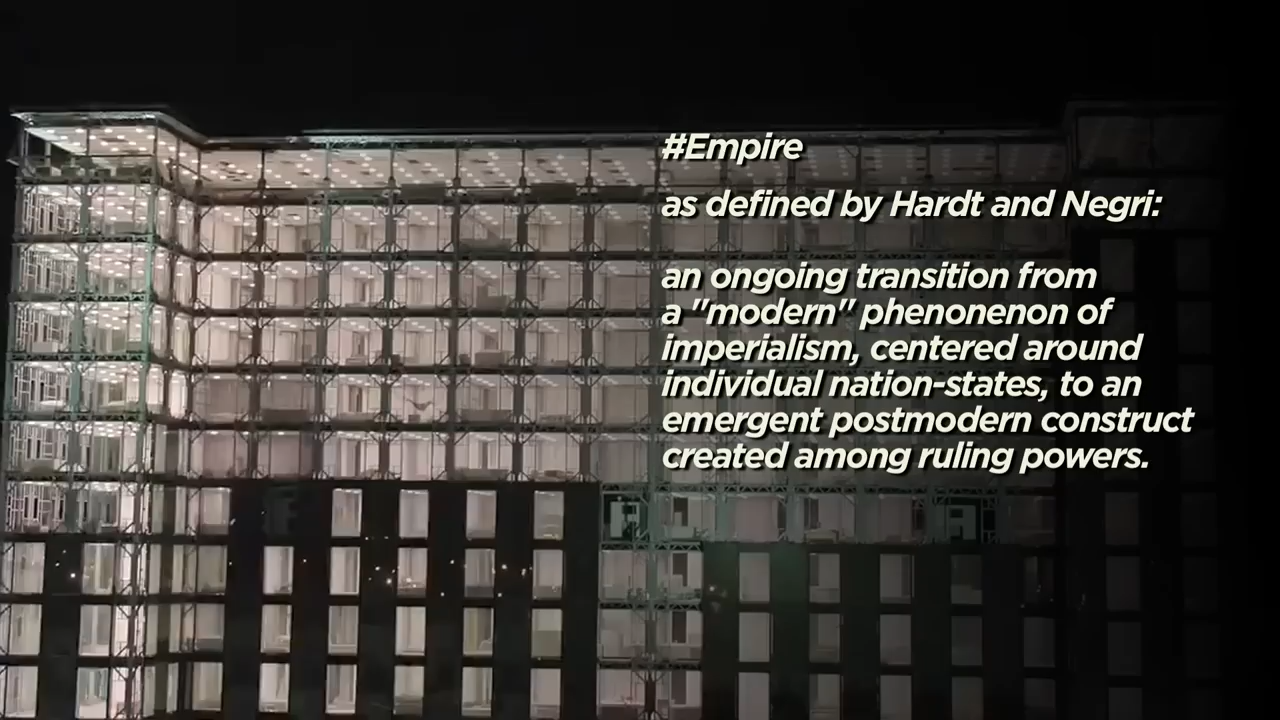 #Empire
as defined by Hardt and Negri:
an ongoing transition from
a "modern" phenonenon of
imperialism, centered around
individual nation-states, to an
emergent postmodern construct
created among ruling powers.